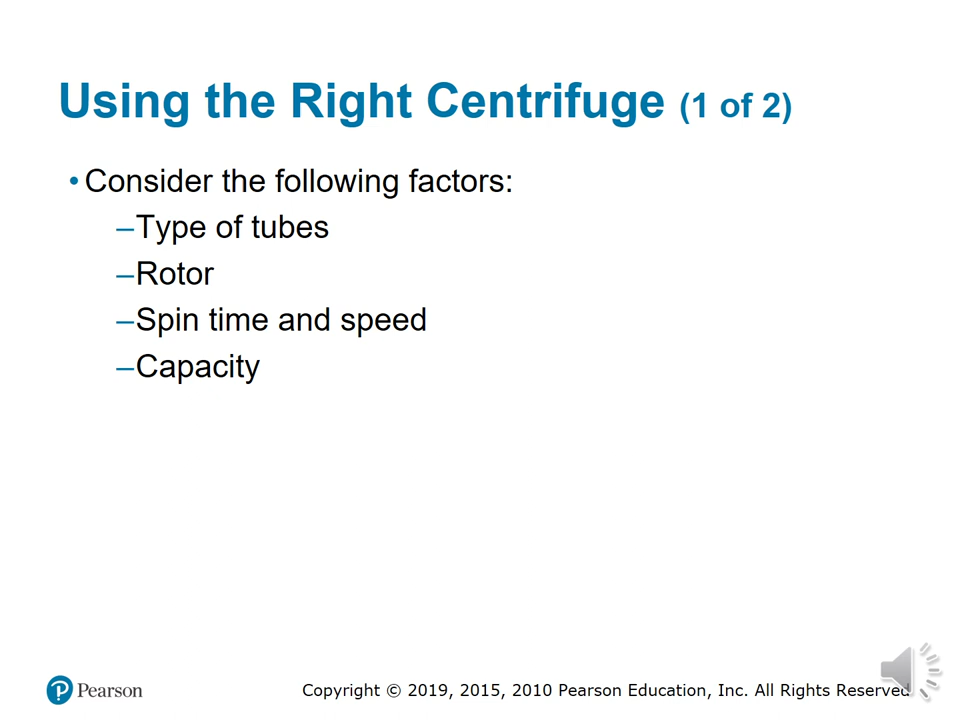 Using the Right Centrifuge (1 of 2)
• Consider the following factors:
–Type of tubes
–Rotor
–Spin time and speed
–Capacity
Pearson
Copyright © 2019, 2015, 2010 Pearson Education, Inc. All Rights Reserved